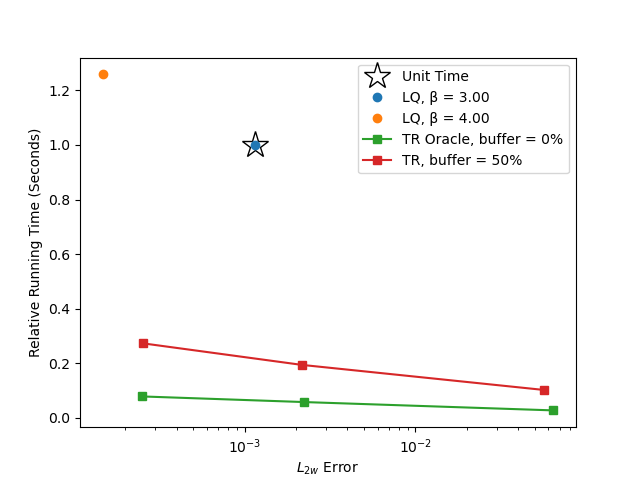 Unit Time
LQ, β = 3.00
LQ, β = 4.00
TR Oracle, buffer = 0%
TR, buffer = 50%
Relative Running Time (Seconds)
1.2
1.0
0.8
0.6
0.4
0.2
0.0
10⁻³
10⁻²
L₂w Error